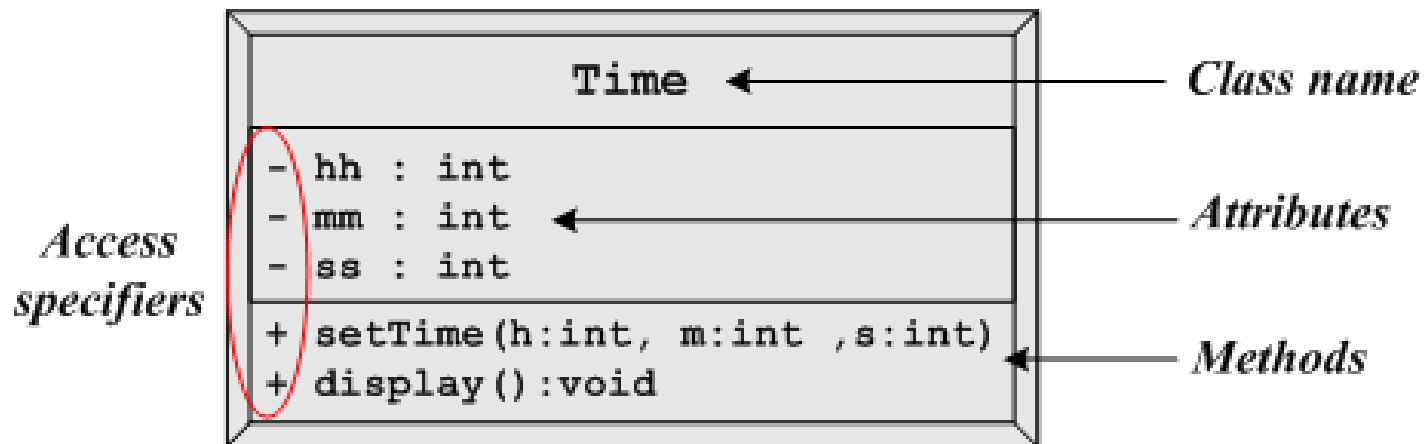 Time
Class name
- hh : int
- mm : int
- ss : int
Attributes
Access
specifiers
+ setTime(h:int, m:int ,s:int)
+ display():void
Methods